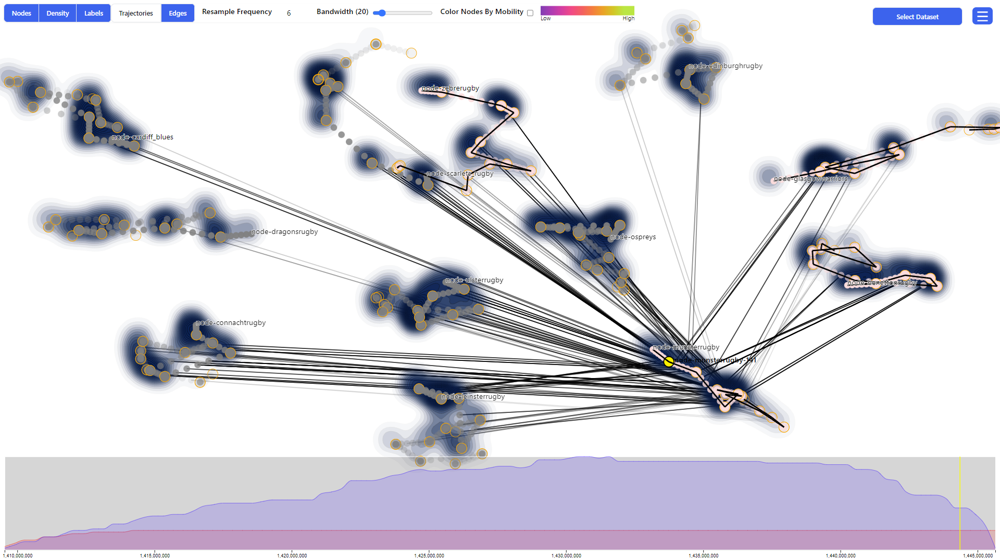 Nodes Density Labels Trajectories Edges Resample Frequency 6 Bandwidth (20) Color Nodes By Mobility Low High Select Dataset
node-edinburghrugby
node-zebrerugby
node-cardiff_blues
node-scarlets_rugby
node-glasgowwarriors
node-dragonsrugby
node-ospreys
node-ulsterrugby
node-benettonrugby
node-connachtrugby
node-munsterrugby
node-munsterrugby-141
node-leinsterrugby
1,410,000,000 1,415,000,000 1,420,000,000 1,425,000,000 1,430,000,000 1,435,000,000 1,440,000,000 1,445,000,000